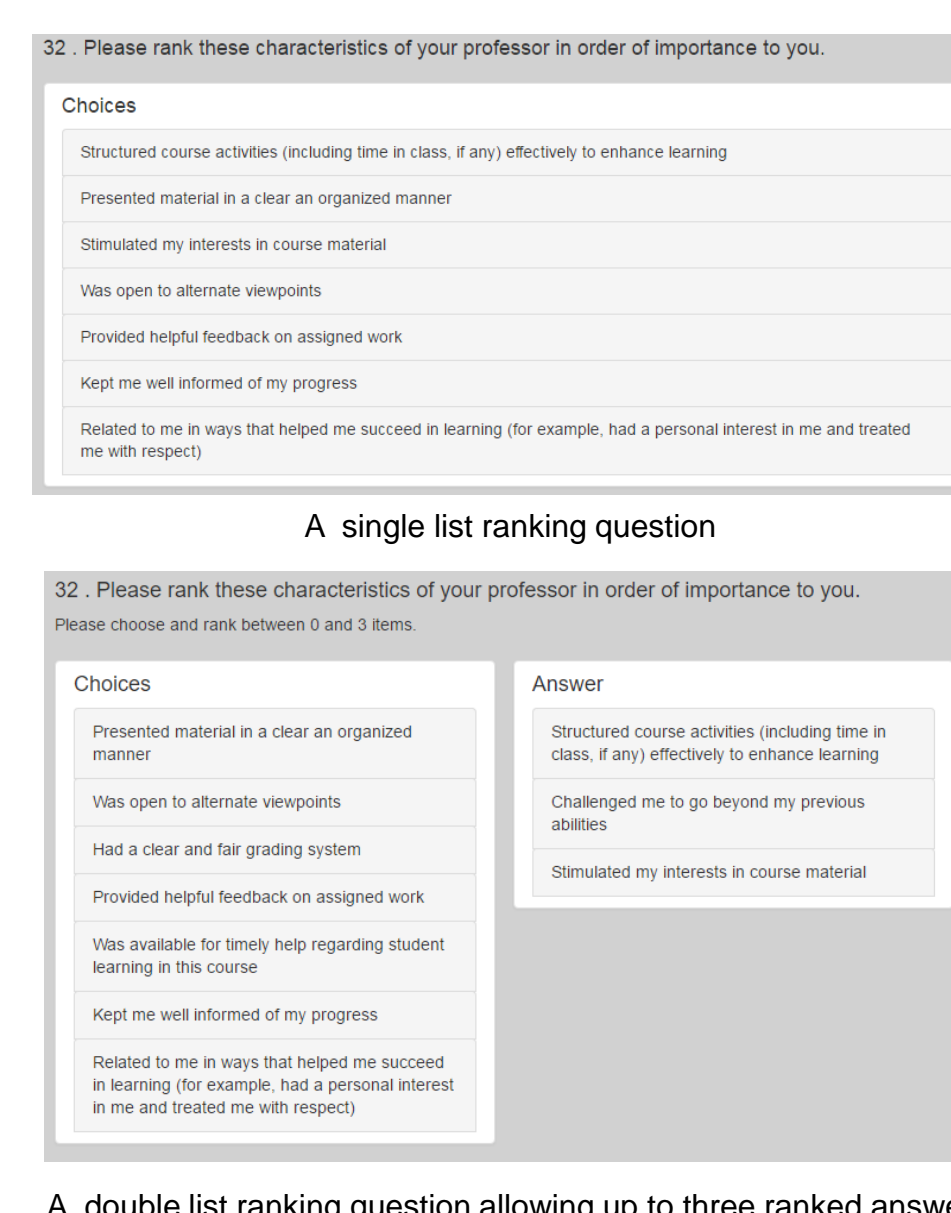 32 . Please rank these characteristics of your professor in order of importance to you.
Choices
Structured course activities (including time in class, if any) effectively to enhance learning
Presented material in a clear an organized manner
Stimulated my interests in course material
Was open to alternate viewpoints
Provided helpful feedback on assigned work
Kept me well informed of my progress
Related to me in ways that helped me succeed in learning (for example, had a personal interest in me and treated
me with respect)
A single list ranking question
32 . Please rank these characteristics of your professor in order of importance to you.
Please choose and rank between 0 and 3 items.
Choices
Presented material in a clear an organized
manner
Was open to alternate viewpoints
Had a clear and fair grading system
Provided helpful feedback on assigned work
Was available for timely help regarding student
learning in this course
Kept me well informed of my progress
Related to me in ways that helped me succeed
in learning (for example, had a personal interest
in me and treated me with respect)
Answer
Structured course activities (including time in
class, if any) effectively to enhance learning
Challenged me to go beyond my previous
abilities
Stimulated my interests in course material
A double list ranking question allowing up to three ranked